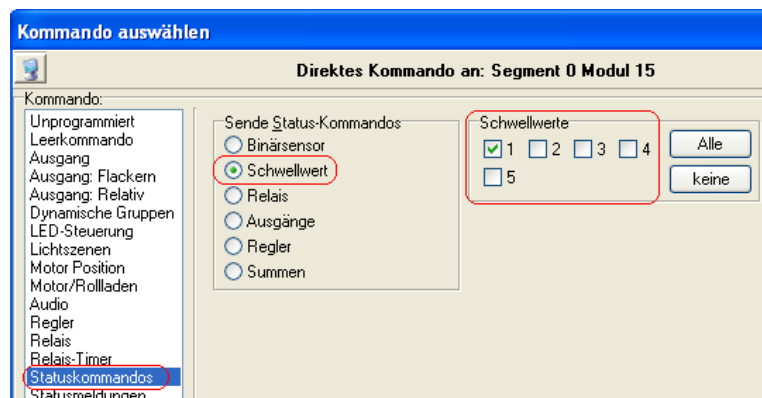 Kommando auswählen
Direktes Kommando an: Segment 0 Modul 15
Kommando:
Unprogrammiert
Leerkommando
Ausgang
Ausgang: Flackern
Ausgang: Relativ
Dynamische Gruppen
LED-Steuerung
Lichtszenen
Motor Position
Motor/Rollladen
Audio
Regler
Relais
Relais-Timer
Statuskommandos
Statusmeldungen
Sende Status-Kommandos
Binärsensor
Schwellwert
Relais
Ausgänge
Regler
Summen
Schwellwerte
1 2 3 4
5
Alle
keine